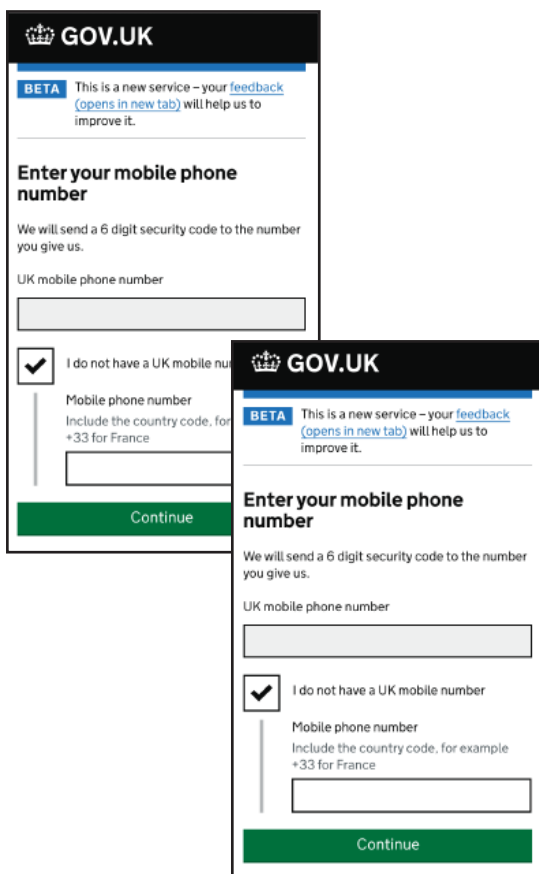 GOV.UK
BETA This is a new service – your feedback
(opens in new tab) will help us to
improve it.
Enter your mobile phone
number
We will send a 6 digit security code to the number
you give us.
UK mobile phone number
I do not have a UK mobile
Mobile phone number
Include the country code, for
+33 for France
Continue
GOV.UK
BETA This is a new service – your feedback
(opens in new tab) will help us to
improve it.
Enter your mobile phone
number
We will send a 6 digit security code to the number
you give us.
UK mobile phone number
I do not have a UK mobile number
Mobile phone number
Include the country code, for example
+33 for France
Continue